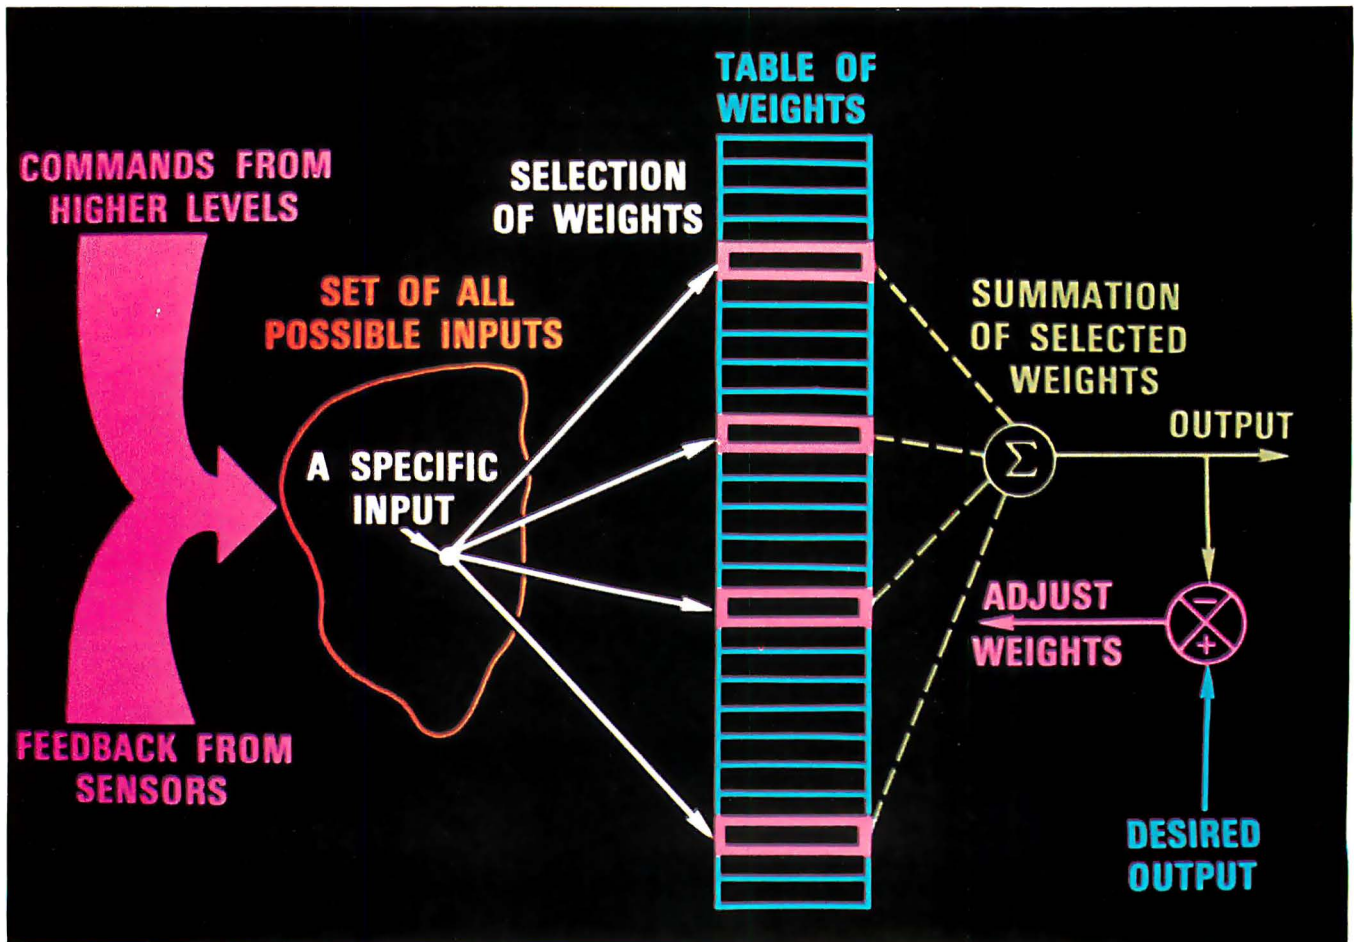 TABLE OF
WEIGHTS
COMMANDS FROM
HIGHER LEVELS
SELECTION
OF WEIGHTS
SET OF ALL
POSSIBLE INPUTS
SUMMATION
OF SELECTED
WEIGHTS
OUTPUT
A SPECIFIC
INPUT
Σ
ADJUST
WEIGHTS
−
+
FEEDBACK FROM
SENSORS
DESIRED
OUTPUT